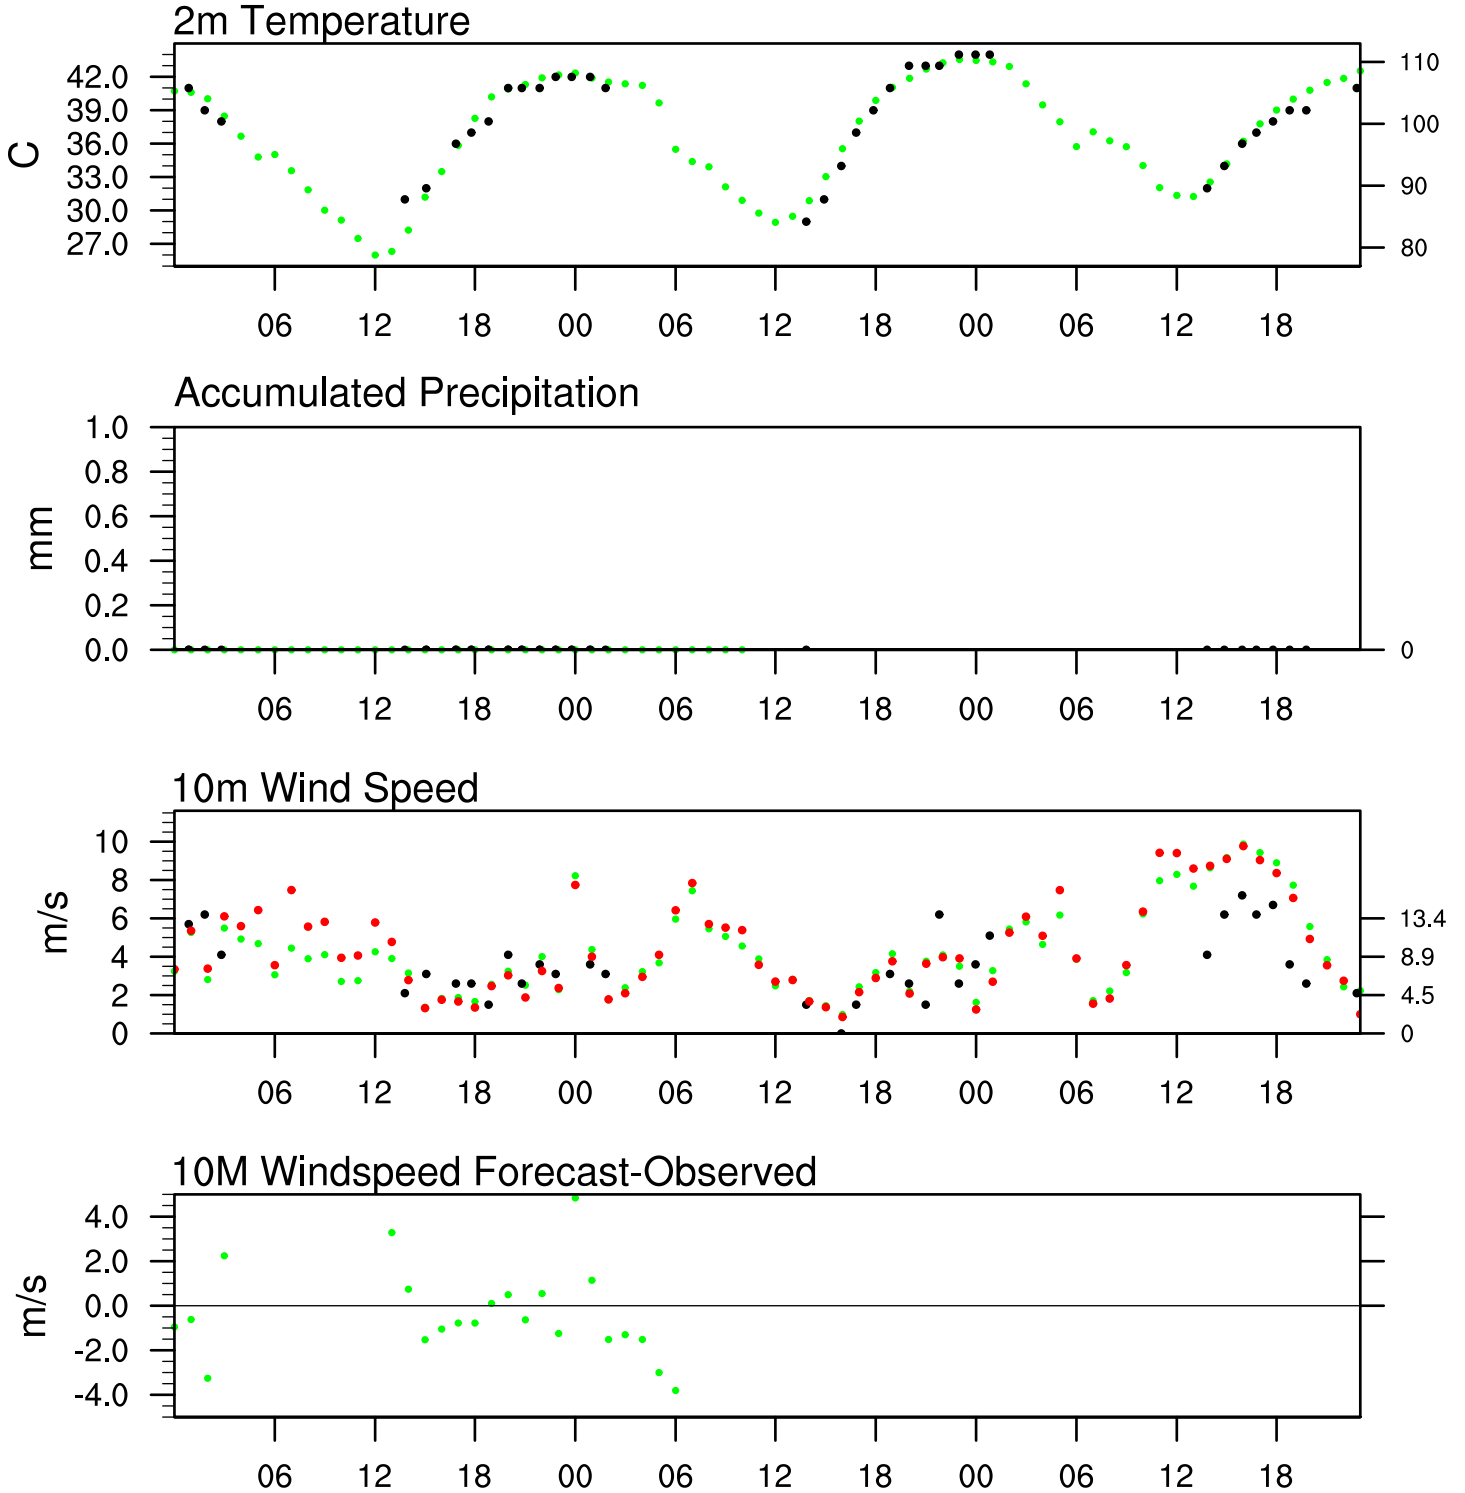 2m Temperature
42.0
39.0
36.0
33.0
30.0
27.0
C
110
100
90
80
06 12 18 00 06 12 18 00 06 12 18
Accumulated Precipitation
1.0
0.8
0.6
0.4
0.2
0.0
mm
0
06 12 18 00 06 12 18 00 06 12 18
10m Wind Speed
10
8
6
4
2
0
m/s
13.4
8.9
4.5
0
06 12 18 00 06 12 18 00 06 12 18
10M Windspeed Forecast-Observed
4.0
2.0
0.0
-2.0
-4.0
m/s
06 12 18 00 06 12 18 00 06 12 18